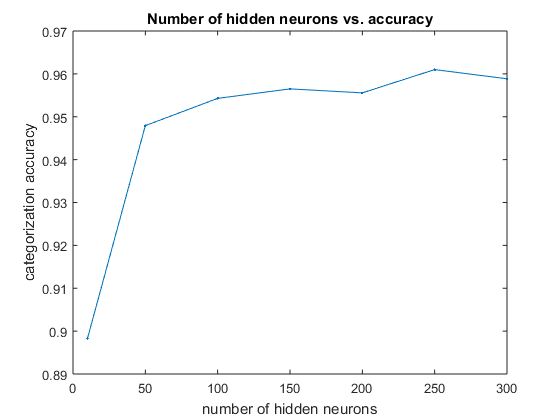 Number of hidden neurons vs. accuracy
0.97
0.96
0.95
0.94
0.93
0.92
0.91
0.9
0.89
categorization accuracy
0 50 100 150 200 250 300
number of hidden neurons